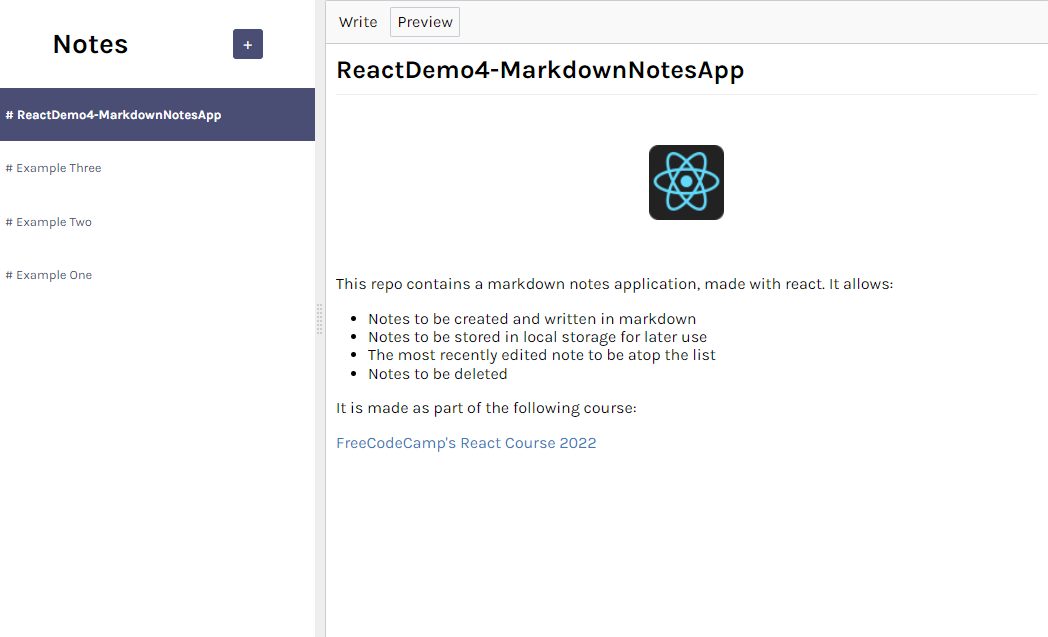 Notes
+
# ReactDemo4-MarkdownNotesApp
# Example Three
# Example Two
# Example One
Write Preview
ReactDemo4-MarkdownNotesApp
This repo contains a markdown notes application, made with react. It allows:
Notes to be created and written in markdown
Notes to be stored in local storage for later use
The most recently edited note to be atop the list
Notes to be deleted
It is made as part of the following course:
FreeCodeCamp's React Course 2022